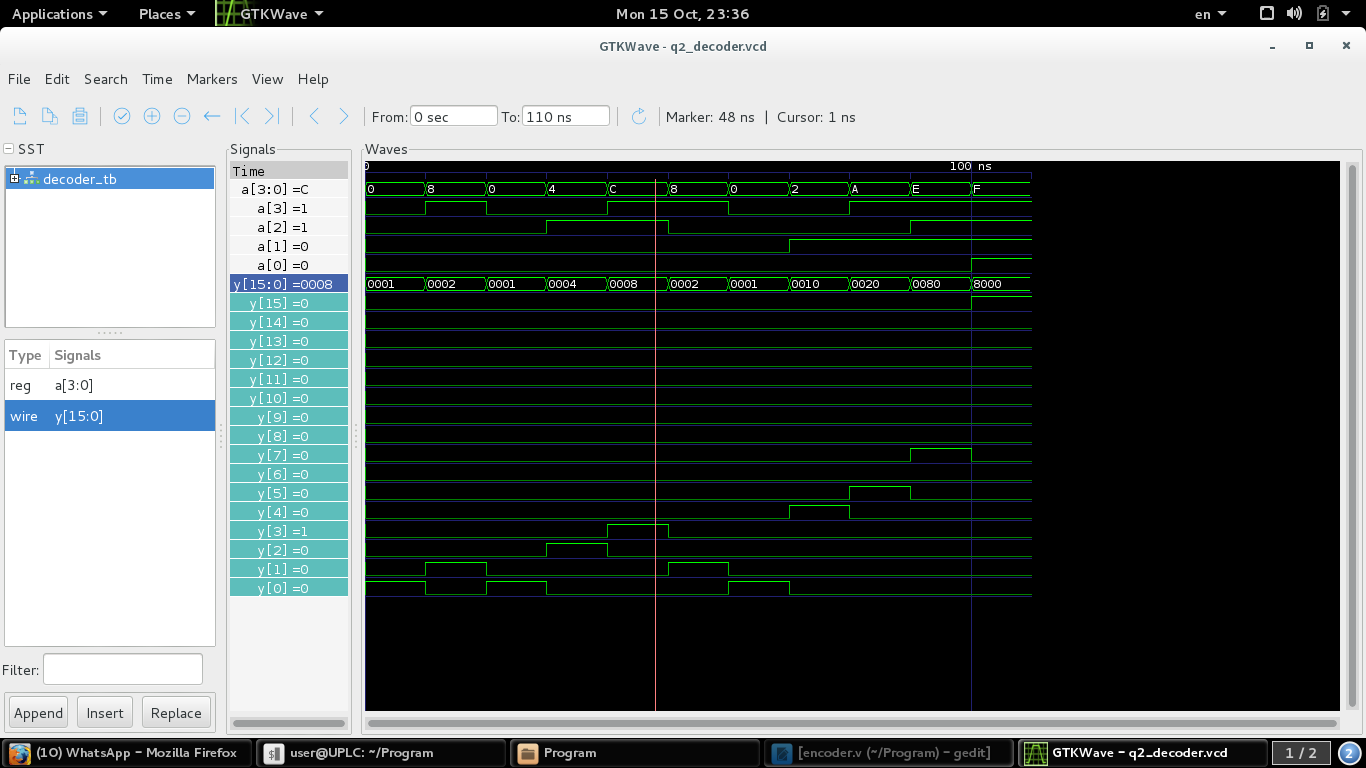 Applications Places GTKWave Mon 15 Oct, 23:36 en
GTKWave - q2_decoder.vcd
File Edit Search Time Markers View Help
From: 0 sec To: 110 ns Marker: 48 ns | Cursor: 1 ns
SST
decoder_tb
Type Signals
reg a[3:0]
wire y[15:0]
Filter:
Append Insert Replace
Signals
Time
a[3:0] =C
a[3] =1
a[2] =1
a[1] =0
a[0] =0
y[15:0] =0008
y[15] =0
y[14] =0
y[13] =0
y[12] =0
y[11] =0
y[10] =0
y[9] =0
y[8] =0
y[7] =0
y[6] =0
y[5] =0
y[4] =0
y[3] =1
y[2] =0
y[1] =0
y[0] =0
Waves
0 100 ns
0 8 0 4 C 8 0 2 A E F
0001 0002 0001 0004 0008 0002 0001 0010 0020 0080 8000
(10) WhatsApp - Mozilla Firefox user@UPLC: ~/Program Program [encoder.v (~/Program) - gedit] GTKWave - q2_decoder.vcd 1 / 2 2